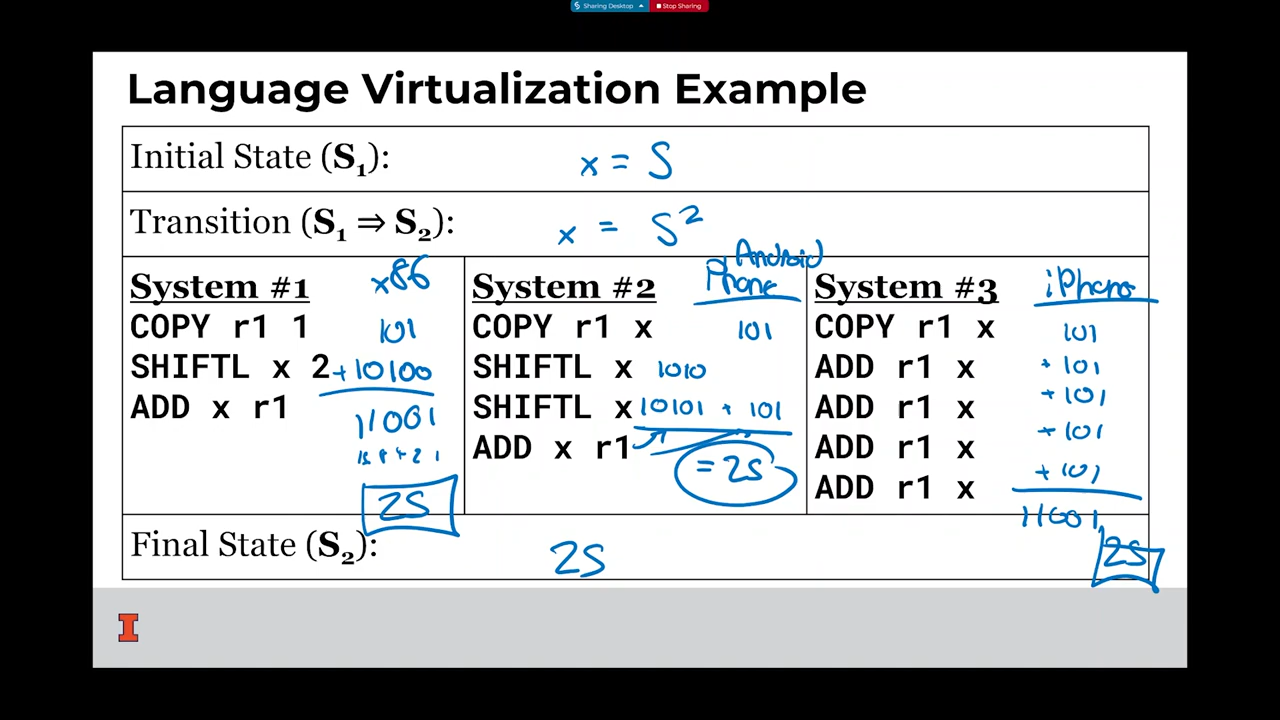 Sharing Desktop Stop Sharing
Language Virtualization Example
Initial State (S₁): x = 5
Transition (S₁ ⇒ S₂): x = 5²
System #1 x86
COPY r1 1 101
SHIFTL x 2 +10100
ADD x r1 11001
25
System #2 Android Phone
COPY r1 x 101
SHIFTL x 1010
SHIFTL x 10101 + 101
ADD x r1
= 25
System #3 iPhone
COPY r1 x 101
ADD r1 x +101
ADD r1 x +101
ADD r1 x +101
ADD r1 x +101
11001
25
Final State (S₂): 25
I